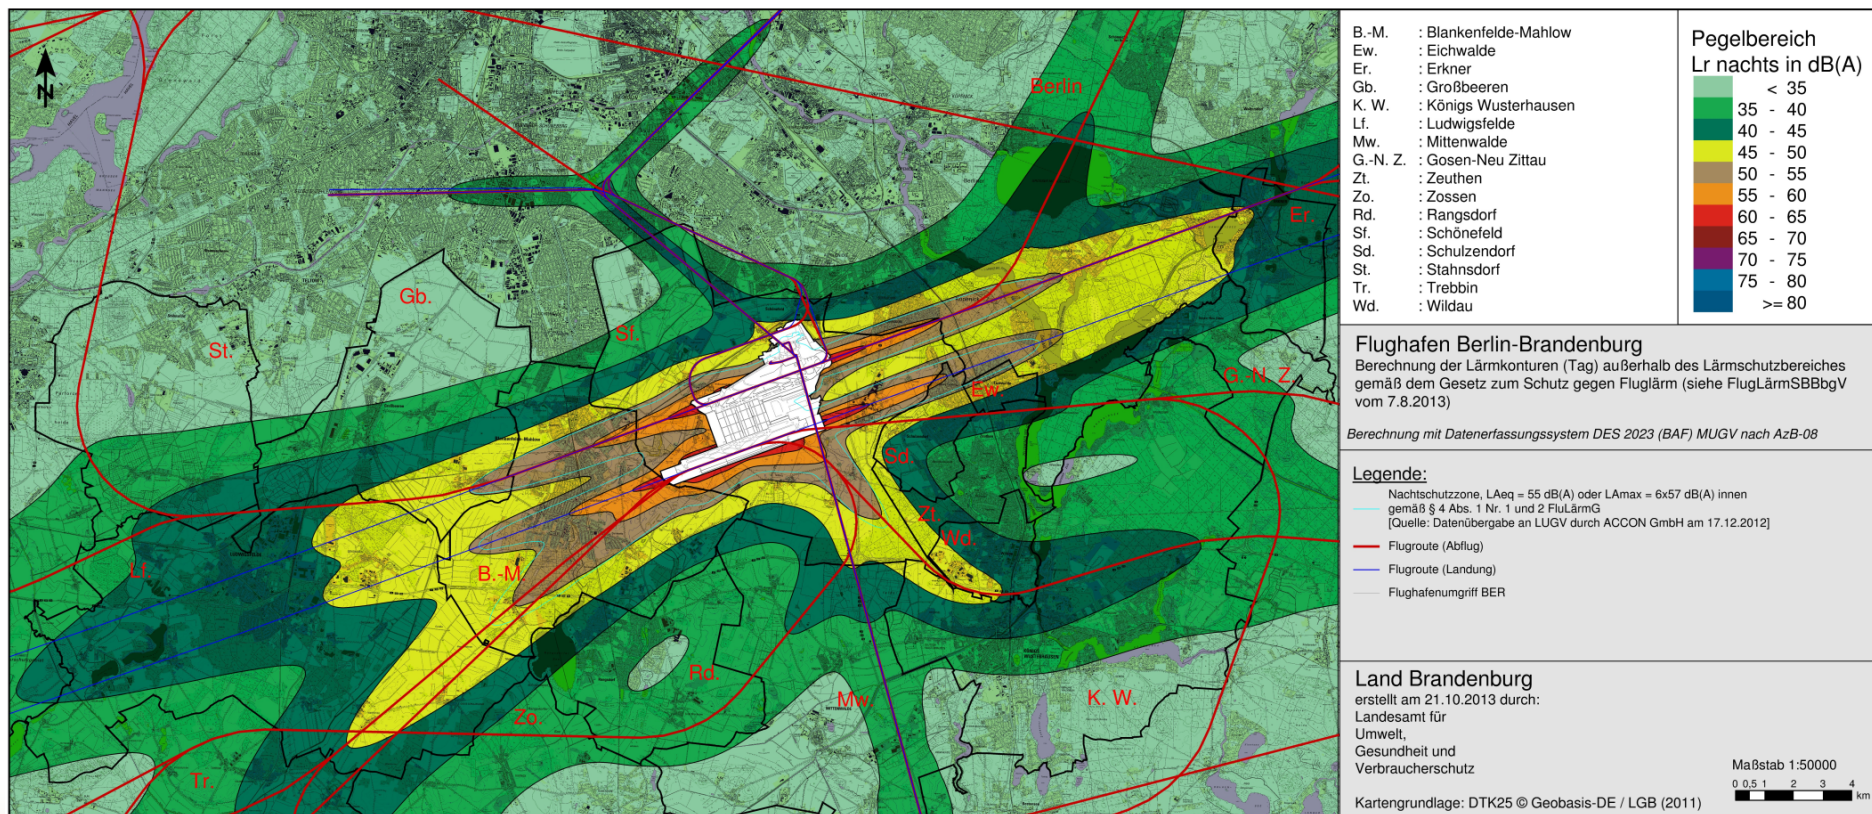 N
Berlin
Er.
Gb.
St.
Sf.
G.-N. Z.
Ew.
Sd.
Zt.
Wd.
Lf.
B.-M.
Rd.
Zo.
Mw.
K. W.
Tr.
B.-M. : Blankenfelde-Mahlow
Ew. : Eichwalde
Er. : Erkner
Gb. : Großbeeren
K. W. : Königs Wusterhausen
Lf. : Ludwigsfelde
Mw. : Mittenwalde
G.-N. Z. : Gosen-Neu Zittau
Zt. : Zeuthen
Zo. : Zossen
Rd. : Rangsdorf
Sf. : Schönefeld
Sd. : Schulzendorf
St. : Stahnsdorf
Tr. : Trebbin
Wd. : Wildau
Pegelbereich
Lr nachts in dB(A)
< 35
35 - 40
40 - 45
45 - 50
50 - 55
55 - 60
60 - 65
65 - 70
70 - 75
75 - 80
>= 80
Flughafen Berlin-Brandenburg
Berechnung der Lärmkonturen (Tag) außerhalb des Lärmschutzbereiches
gemäß dem Gesetz zum Schutz gegen Fluglärm (siehe FlugLärmSBBbgV
vom 7.8.2013)
Berechnung mit Datenerfassungssystem DES 2023 (BAF) MUGV nach AzB-08
Legende:
Nachtschutzzone, LAeq = 55 dB(A) oder LAmax = 6x57 dB(A) innen
gemäß § 4 Abs. 1 Nr. 1 und 2 FluLärmG
[Quelle: Datenübergabe an LUGV durch ACCON GmbH am 17.12.2012]
Flugroute (Abflug)
Flugroute (Landung)
Flughafenumgriff BER
Land Brandenburg
erstellt am 21.10.2013 durch:
Landesamt für
Umwelt,
Gesundheit und
Verbraucherschutz
Kartengrundlage: DTK25 © Geobasis-DE / LGB (2011)
Maßstab 1:50000
0 0,5 1 2 3 4
km